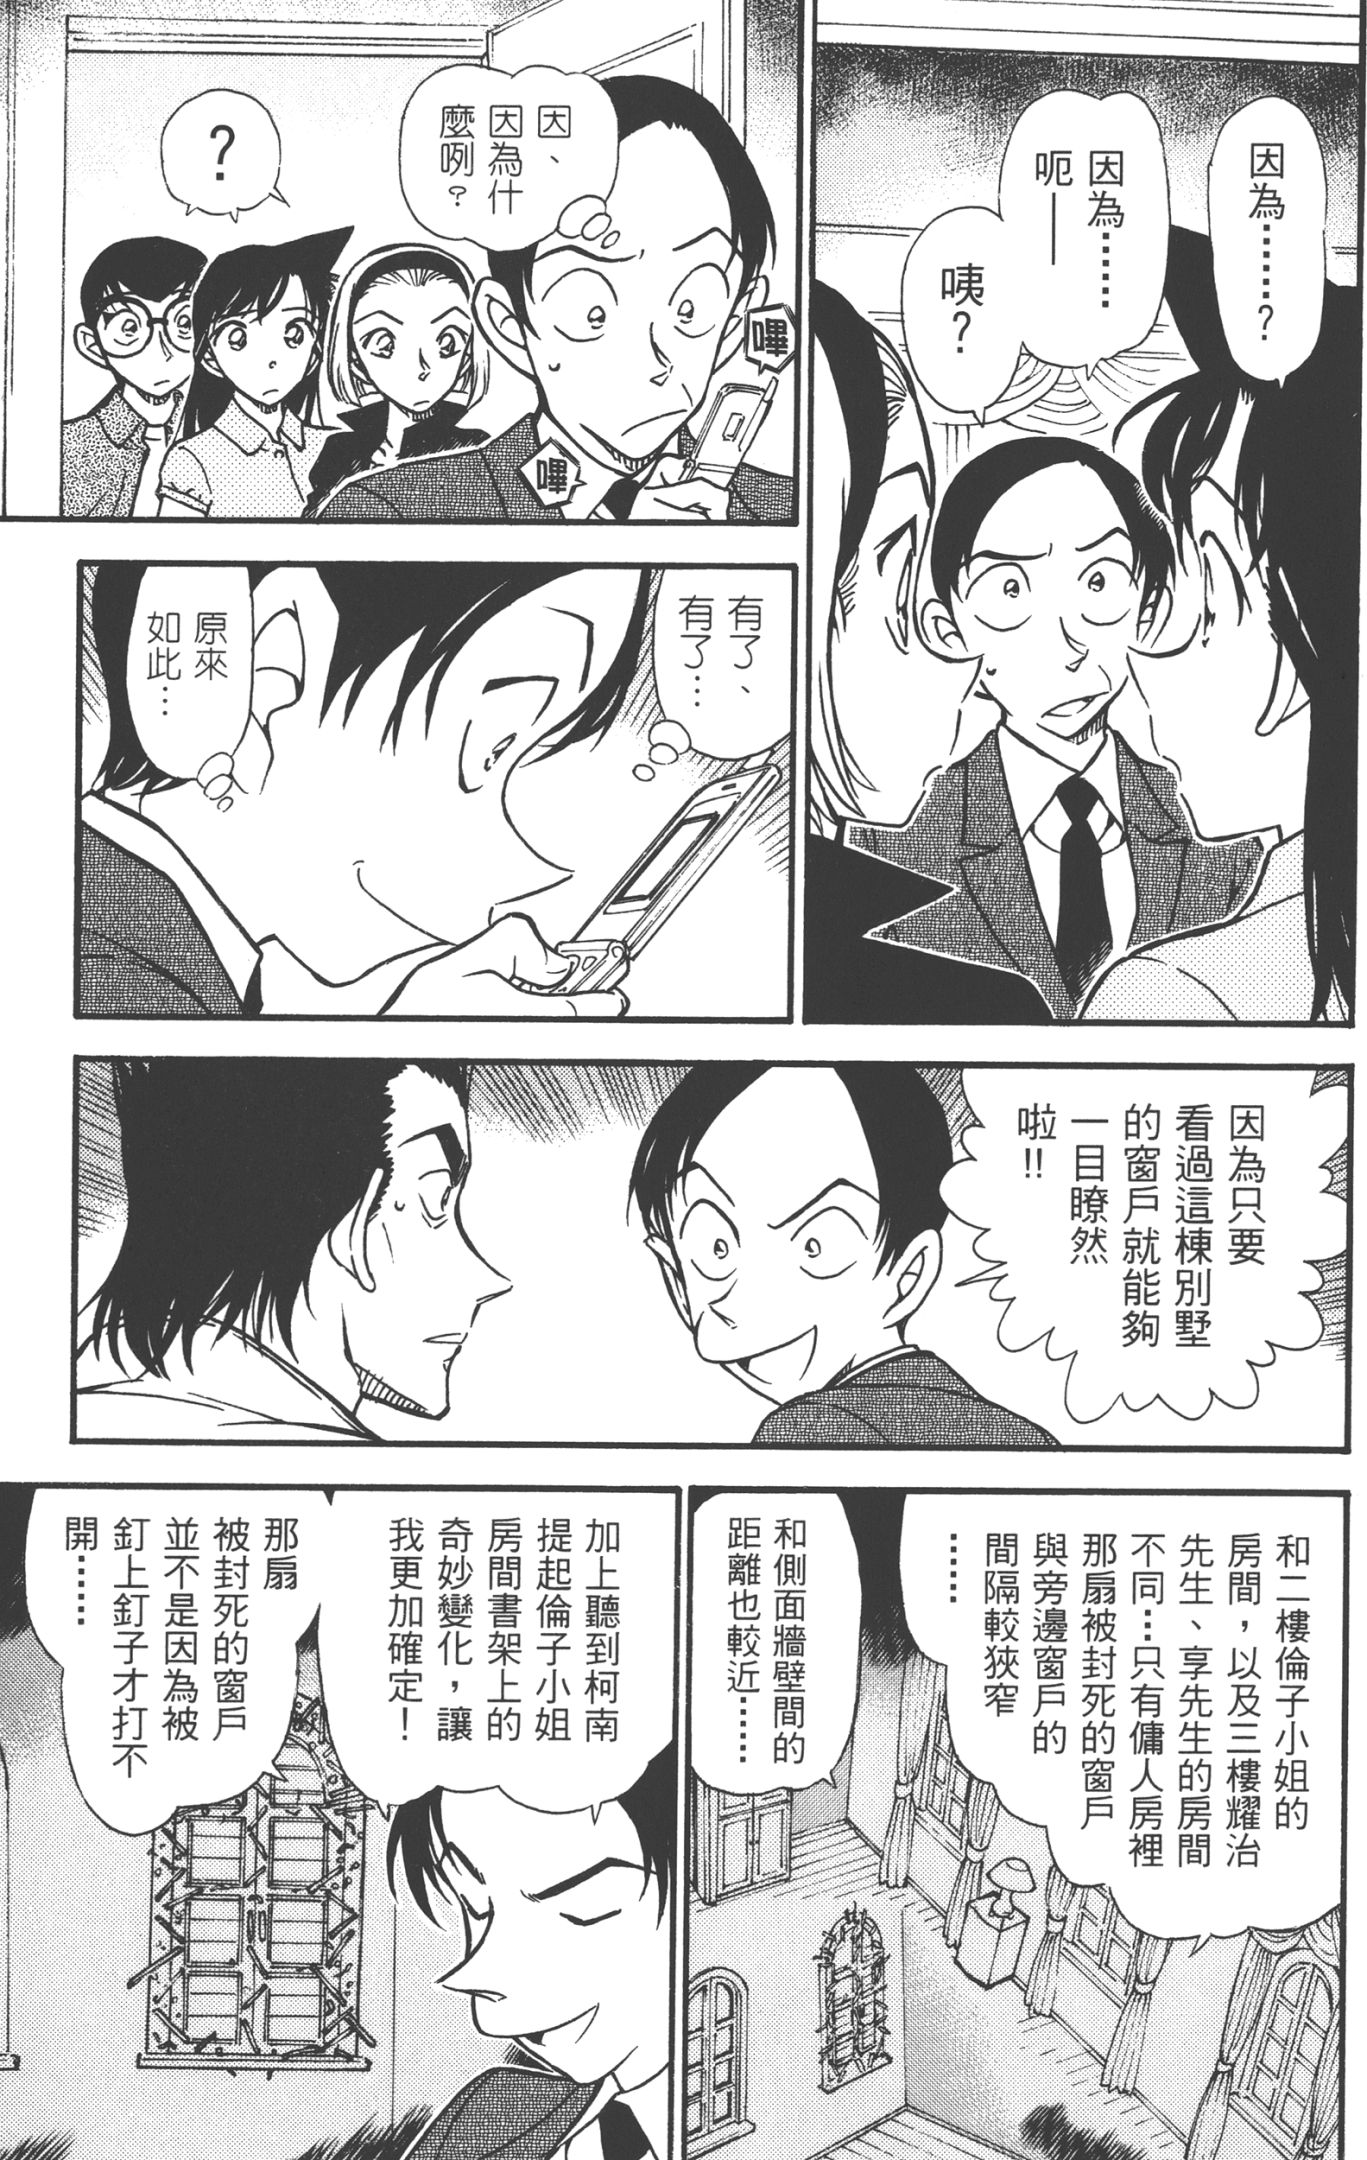 因為……？
因為……
呃——
咦？
因、
因為什
麼咧？
？
嗶
嗶
有了、
有了…
原來
如此…
因為只要
看過這棟別墅
的窗戶就能夠
一目瞭然
啦!!
和二樓倫子小姐的
房間，以及三樓耀治
先生、享先生的房間
不同…只有傭人房裡
那扇被封死的窗戶
與旁邊窗戶的
間隔較狹窄
……
和側面牆壁間的
距離也較近……
加上聽到柯南
提起倫子小姐
房間書架上的
奇妙變化，讓
我更加確定！
那扇
被封死的窗戶
並不是因為被
釘上釘子才打不
開……